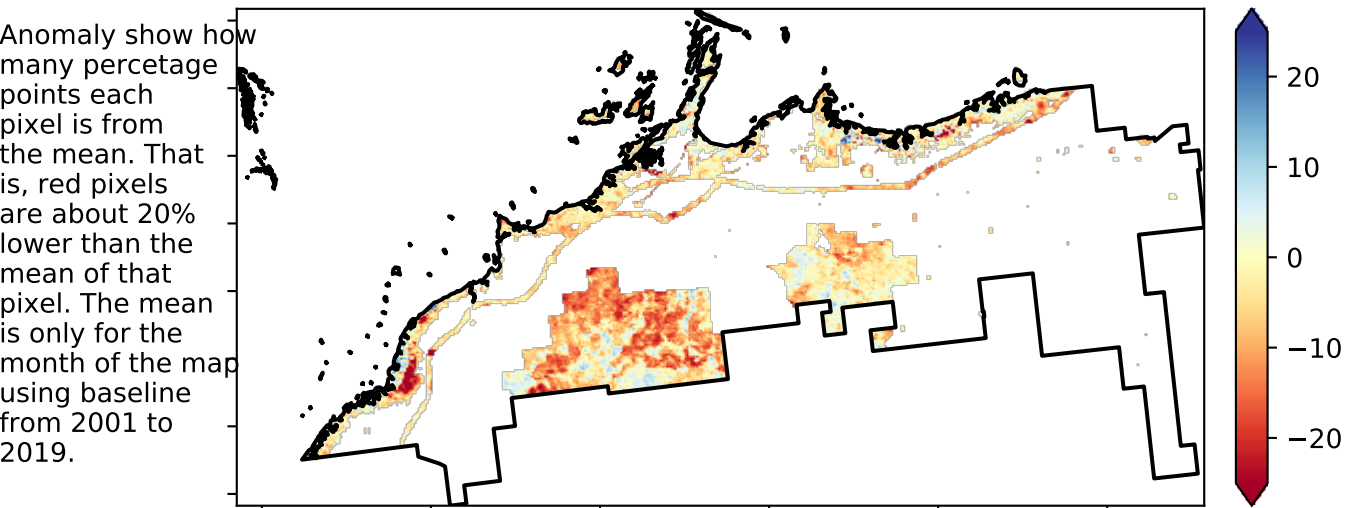 Anomaly show how
many percetage
points each
pixel is from
the mean. That
is, red pixels
are about 20%
lower than the
mean of that
pixel. The mean
is only for the
month of the map
using baseline
from 2001 to
2019.
20
10
0
−10
−20